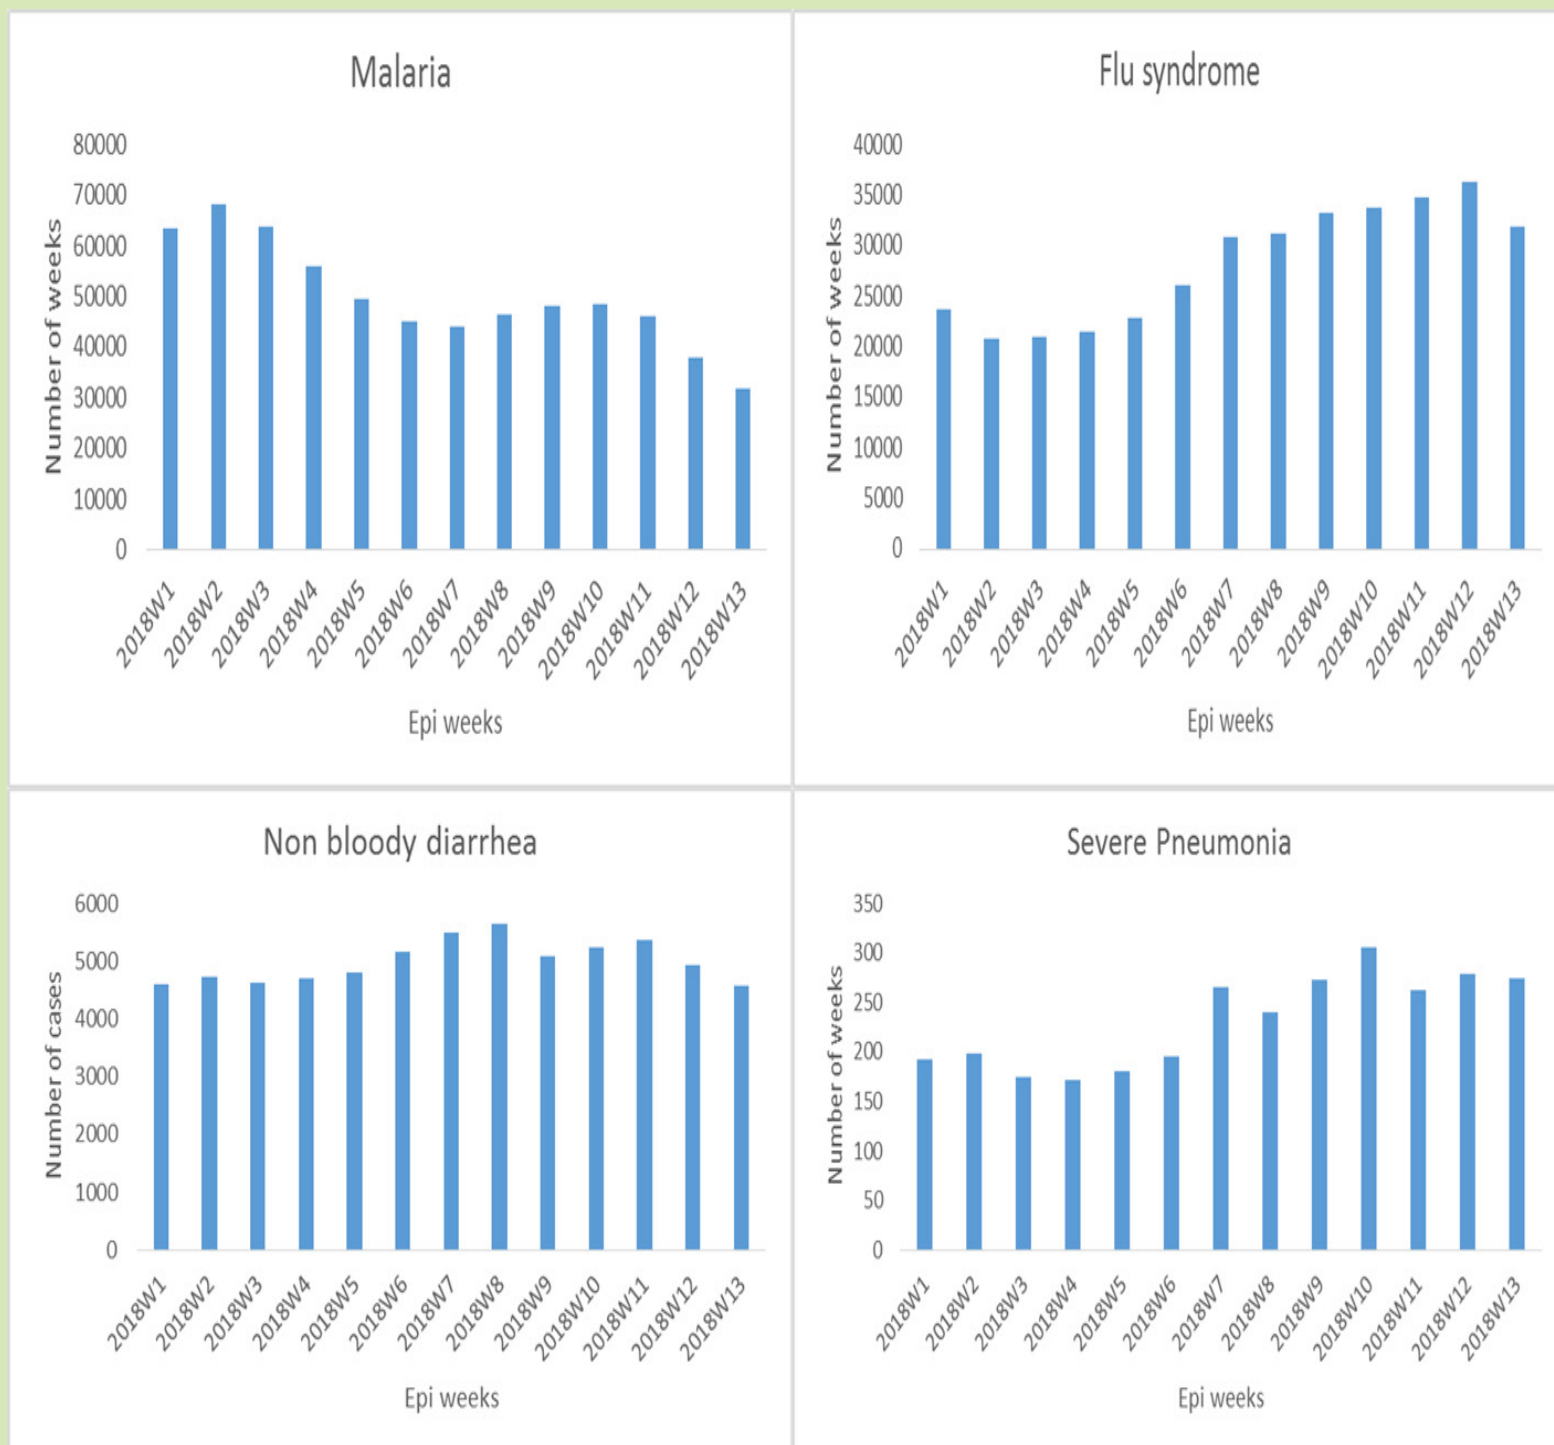 Malaria
Number of weeks
80000
70000
60000
50000
40000
30000
20000
10000
0
2018W1
2018W2
2018W3
2018W4
2018W5
2018W6
2018W7
2018W8
2018W9
2018W10
2018W11
2018W12
2018W13
Epi weeks
Flu syndrome
Number of weeks
40000
35000
30000
25000
20000
15000
10000
5000
0
2018W1
2018W2
2018W3
2018W4
2018W5
2018W6
2018W7
2018W8
2018W9
2018W10
2018W11
2018W12
2018W13
Epi weeks
Non bloody diarrhea
Number of cases
6000
5000
4000
3000
2000
1000
0
2018W1
2018W2
2018W3
2018W4
2018W5
2018W6
2018W7
2018W8
2018W9
2018W10
2018W11
2018W12
2018W13
Epi weeks
Severe Pneumonia
Number of weeks
350
300
250
200
150
100
50
0
2018W1
2018W2
2018W3
2018W4
2018W5
2018W6
2018W7
2018W8
2018W9
2018W10
2018W11
2018W12
2018W13
Epi weeks